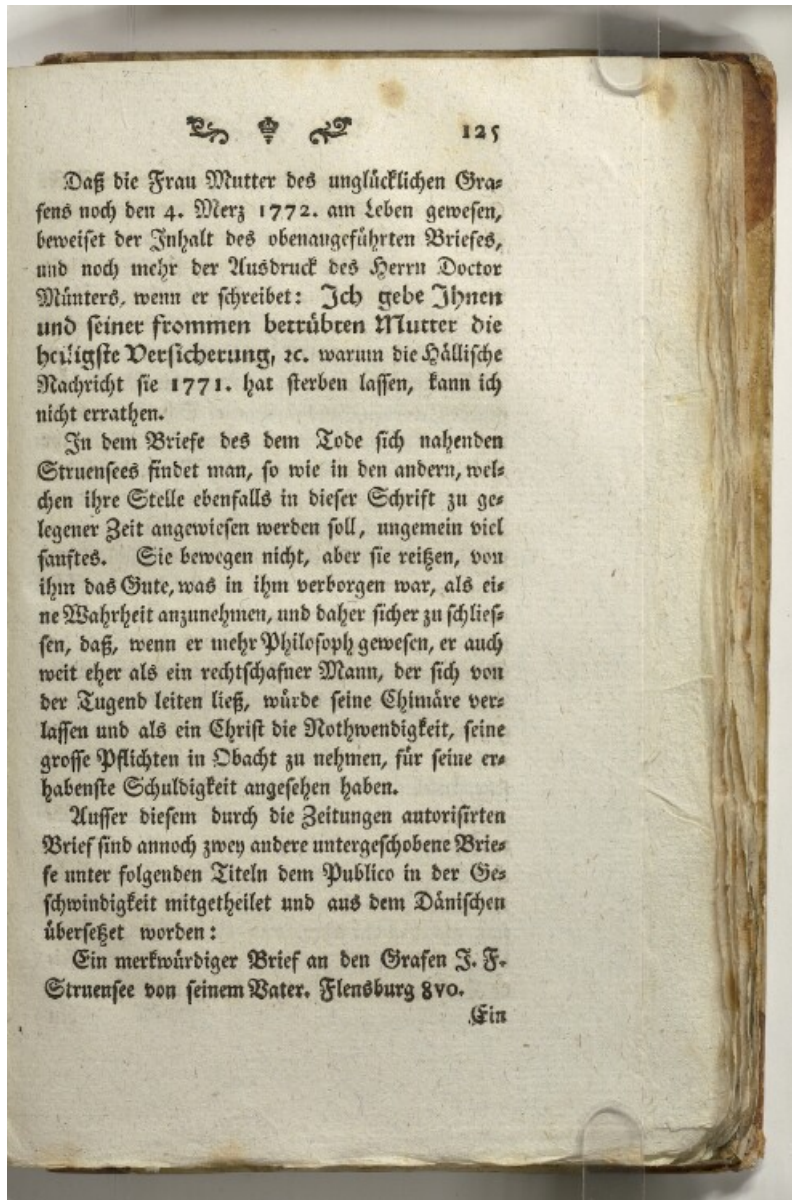 125
Daß die Frau Mutter des unglücklichen Gra-
fens noch den 4. Merz 1772. am Leben gewesen,
beweiset der Inhalt des obenangeführten Briefes,
und noch mehr der Ausdruck des Herrn Doctor
Münters, wenn er schreibet: Ich gebe Ihnen
und seiner frommen betrübten Mutter die
heiligste Versicherung, ꝛc. warum die Hällische
Nachricht sie 1771. hat sterben lassen, kann ich
nicht errathen.
In dem Briefe des dem Tode sich nahenden
Struensees findet man, so wie in den andern, wel-
chen ihre Stelle ebenfalls in dieser Schrift zu ge-
legener Zeit angewiesen werden soll, ungemein viel
sanftes. Sie bewegen nicht, aber sie reitzen, von
ihm das Gute, was in ihm verborgen war, als ei-
ne Wahrheit anzunehmen, und daher sicher zu schlies-
sen, daß, wenn er mehr Philosoph gewesen, er auch
weit eher als ein rechtschafner Mann, der sich von
der Tugend leiten ließ, würde seine Chimäre ver-
lassen und als ein Christ die Nothwendigkeit, seine
grosse Pflichten in Obacht zu nehmen, für seine er-
habenste Schuldigkeit angesehen haben.
Ausser diesem durch die Zeitungen autorisirten
Brief sind annoch zwey andere untergeschobene Brie-
fe unter folgenden Titeln dem Publico in der Ge-
schwindigkeit mitgetheilet und aus dem Dänischen
übersetzet worden:
Ein merkwürdiger Brief an den Grafen J. F.
Struensee von seinem Vater. Flensburg 8vo.
Ein